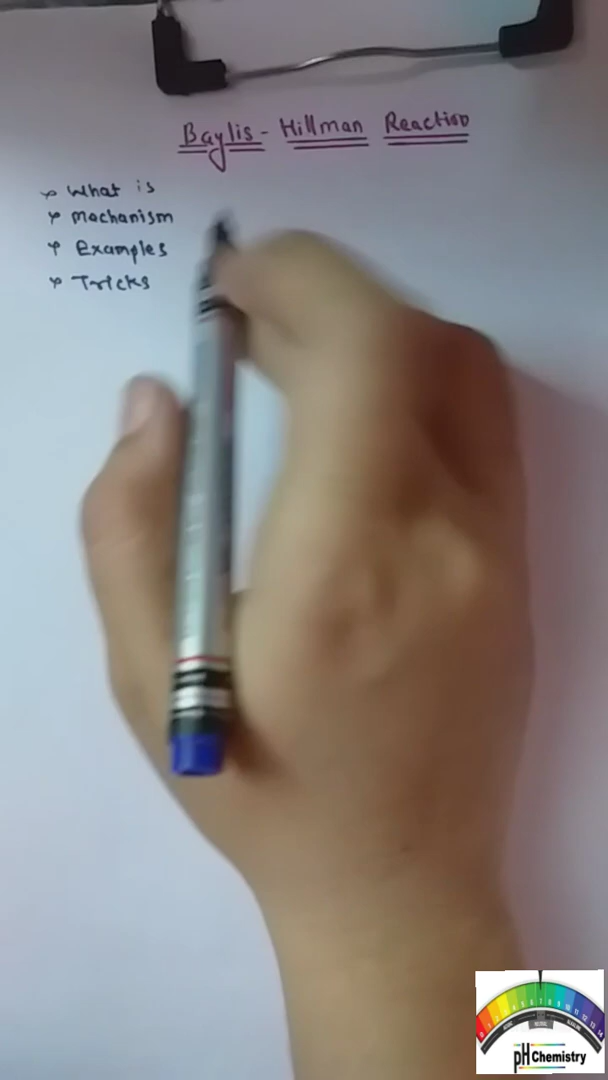 Baylis - Hillman Reaction
What is
Mechanism
Examples
Tricks
pH Chemistry